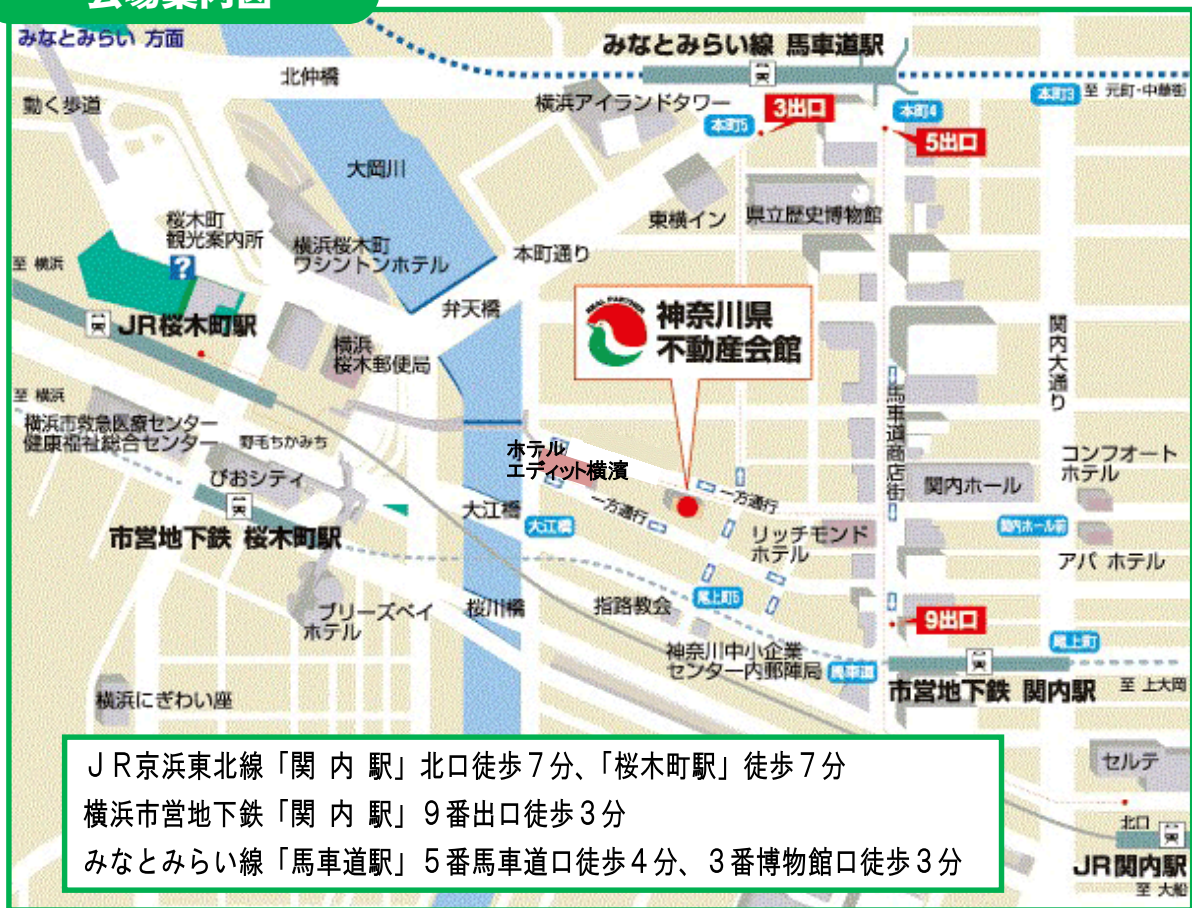 会場案内図
みなとみらい 方面
みなとみらい線 馬車道駅
北仲橋
動く歩道
横浜アイランドタワー
3出口
本町5
本町4
5出口
本町3
至 元町・中華街
大岡川
桜木町
観光案内所
?
横浜桜木町
ワシントンホテル
東横イン
県立歴史博物館
本町通り
至 横浜
弁天橋
JR桜木町駅
横浜
桜木郵便局
REAL PARTNER
神奈川県
不動産会館
関内大通り
馬車道商店街
至 横浜
横浜市救急医療センター
健康福祉総合センター
野毛ちかみち
ぴおシティ
ホテル
エディット横濱
一方通行
一方通行
関内ホール
コンフォート
ホテル
大江橋
大江橋
リッチモンド
ホテル
関内ホール前
アパ ホテル
市営地下鉄 桜木町駅
ブリーズベイ
ホテル
桜川橋
指路教会
尾上町5
9出口
尾上町
神奈川中小企業
センター内郵陣局
馬車道
市営地下鉄 関内駅
至 上大岡
横浜にぎわい座
セルテ
北口
JR関内駅
至 大船
ＪＲ京浜東北線「関 内 駅」北口徒歩７分、「桜木町駅」徒歩７分
横浜市営地下鉄「関 内 駅」９番出口徒歩３分
みなとみらい線「馬車道駅」５番馬車道口徒歩４分、３番博物館口徒歩３分